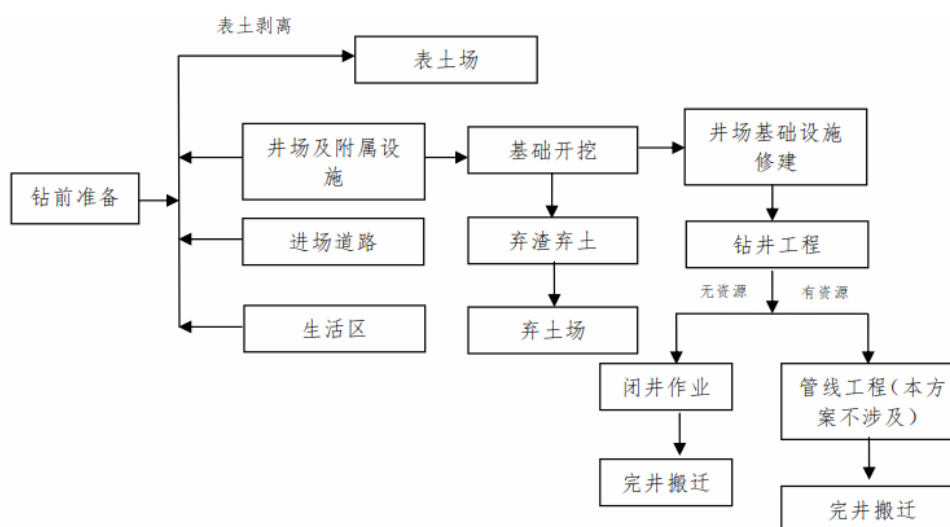 表土剥离
表土场
井场及附属设
施
基础开挖
井场基础设施
修建
钻前准备
进场道路
弃渣弃土
钻井工程
无资源
有资源
生活区
弃土场
闭井作业
管线工程（本方
案不涉及）
完井搬迁
完井搬迁